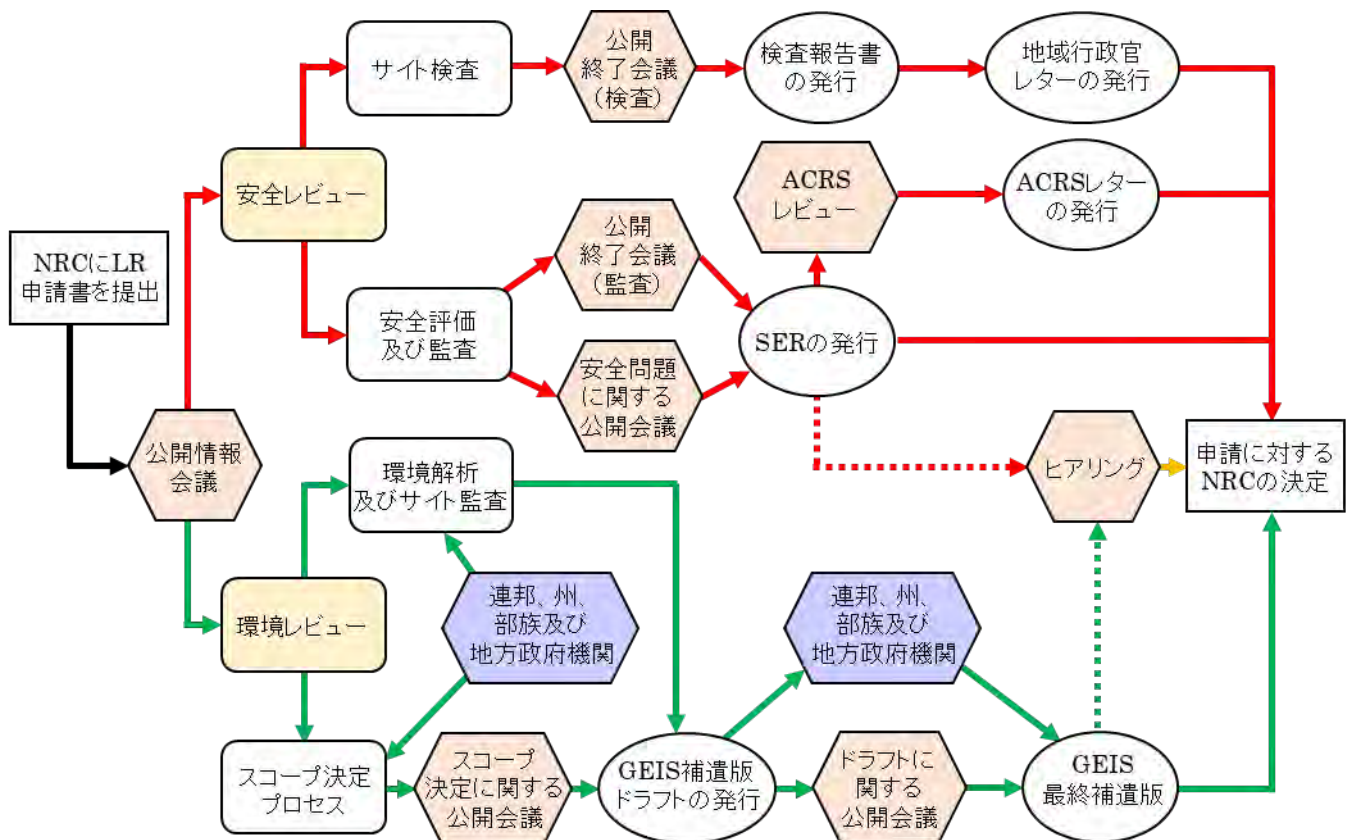 サイト検査
公開
終了会議
(検査)
検査報告書
の発行
地域行政官
レターの発行
安全レビュー
ACRS
レビュー
ACRSレター
の発行
NRCにLR
申請書を提出
安全評価
及び監査
公開
終了会議
(監査)
安全問題
に関する
公開会議
SERの発行
公開情報
会議
環境解析
及びサイト監査
ヒアリング
申請に対する
NRCの決定
環境レビュー
連邦、州、
部族及び
地方政府機関
連邦、州、
部族及び
地方政府機関
スコープ決定
プロセス
スコープ
決定に関する
公開会議
GEIS補遺版
ドラフトの発行
ドラフトに
関する
公開会議
GEIS
最終補遺版